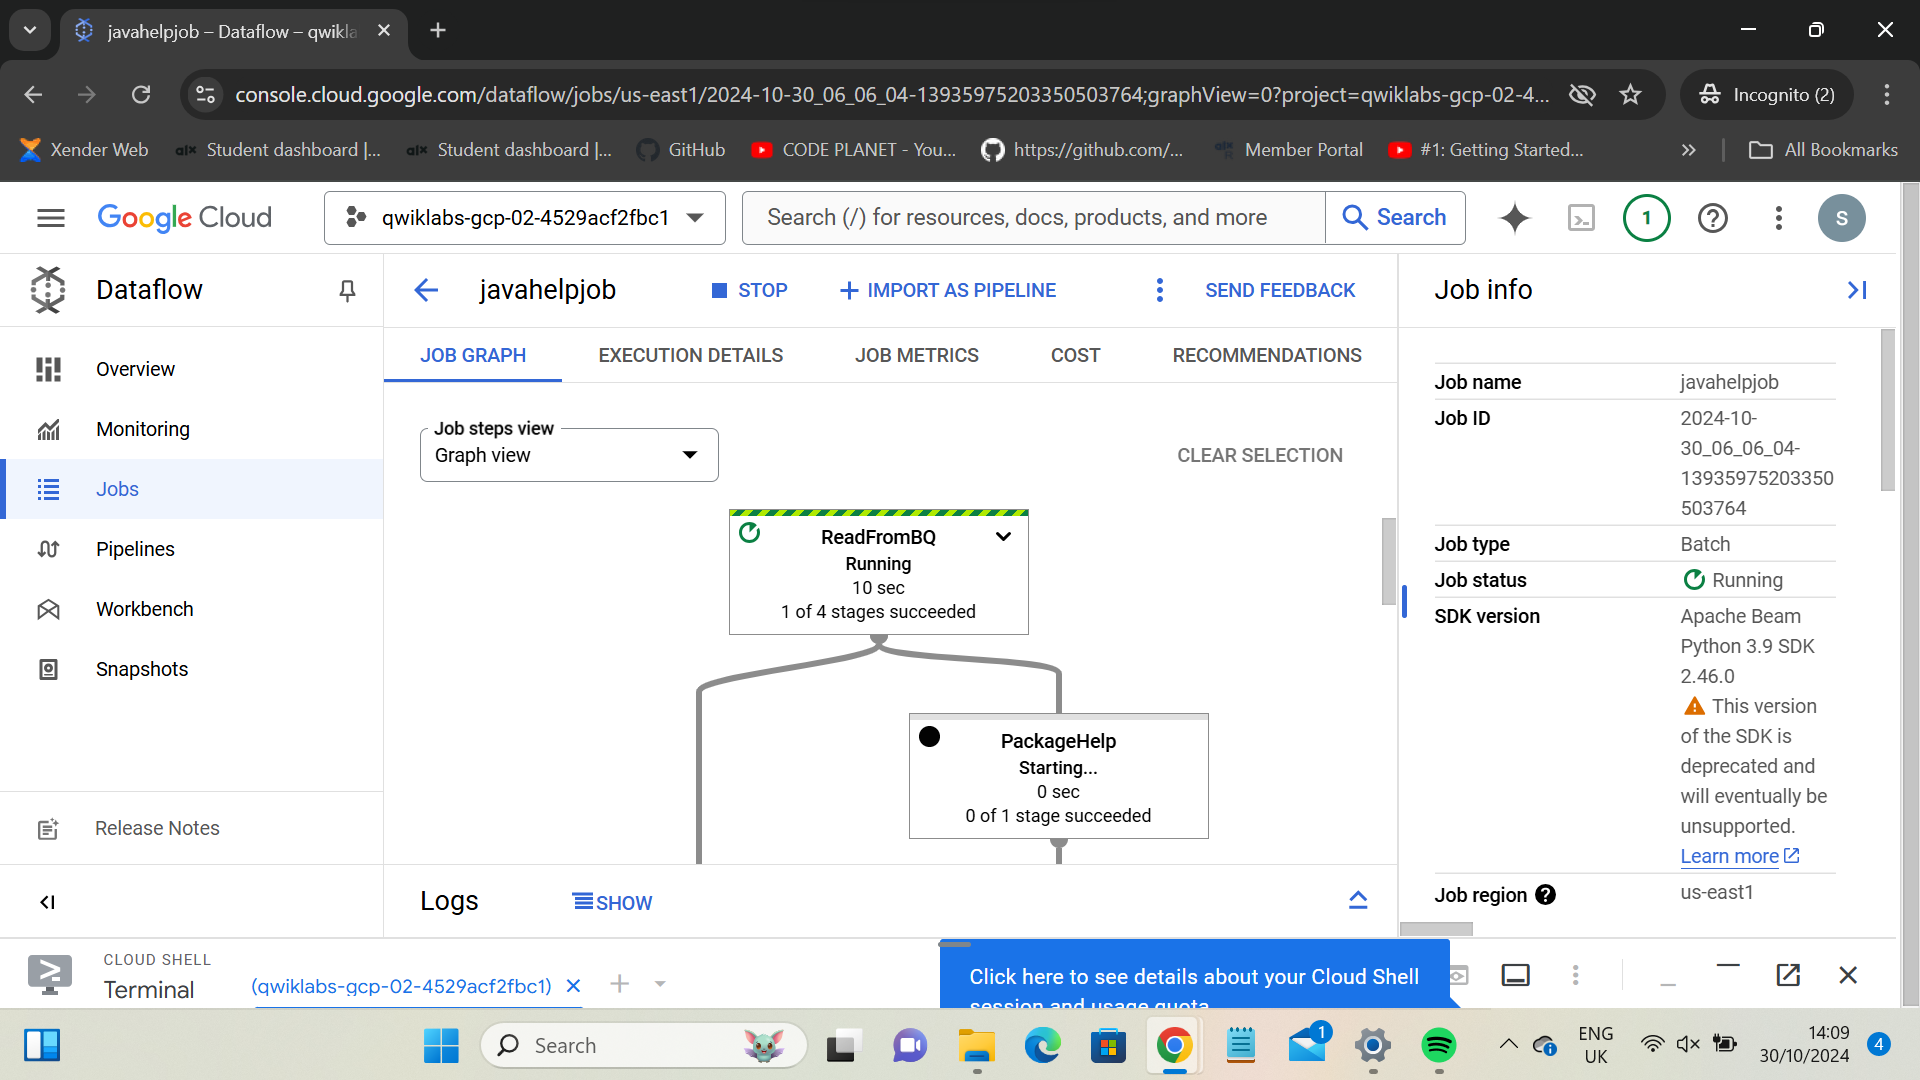 javahelpjob – Dataflow – qwikla
console.cloud.google.com/dataflow/jobs/us-east1/2024-10-30_06_06_04-13935975203350503764;graphView=0?project=qwiklabs-gcp-02-4...
Incognito (2)
Xender Web
alx Student dashboard |...
alx Student dashboard |...
GitHub
CODE PLANET - You...
https://github.com/...
Member Portal
#1: Getting Started...
All Bookmarks
Google Cloud
qwiklabs-gcp-02-4529acf2fbc1
Search (/) for resources, docs, products, and more
Search
1
S
Dataflow
javahelpjob
STOP
IMPORT AS PIPELINE
SEND FEEDBACK
Job info
Overview
Monitoring
Jobs
Pipelines
Workbench
Snapshots
Release Notes
JOB GRAPH
EXECUTION DETAILS
JOB METRICS
COST
RECOMMENDATIONS
Job steps view
Graph view
CLEAR SELECTION
ReadFromBQ
Running
10 sec
1 of 4 stages succeeded
PackageHelp
Starting...
0 sec
0 of 1 stage succeeded
Logs
SHOW
Job name javahelpjob
Job ID 2024-10-
30_06_06_04-
13935975203350
503764
Job type Batch
Job status Running
SDK version Apache Beam
Python 3.9 SDK
2.46.0
This version
of the SDK is
deprecated and
will eventually be
unsupported.
Learn more
Job region us-east1
CLOUD SHELL
Terminal
(qwiklabs-gcp-02-4529acf2fbc1)
Click here to see details about your Cloud Shell
session and usage quota
Search
1
ENG
UK
14:09
30/10/2024
4